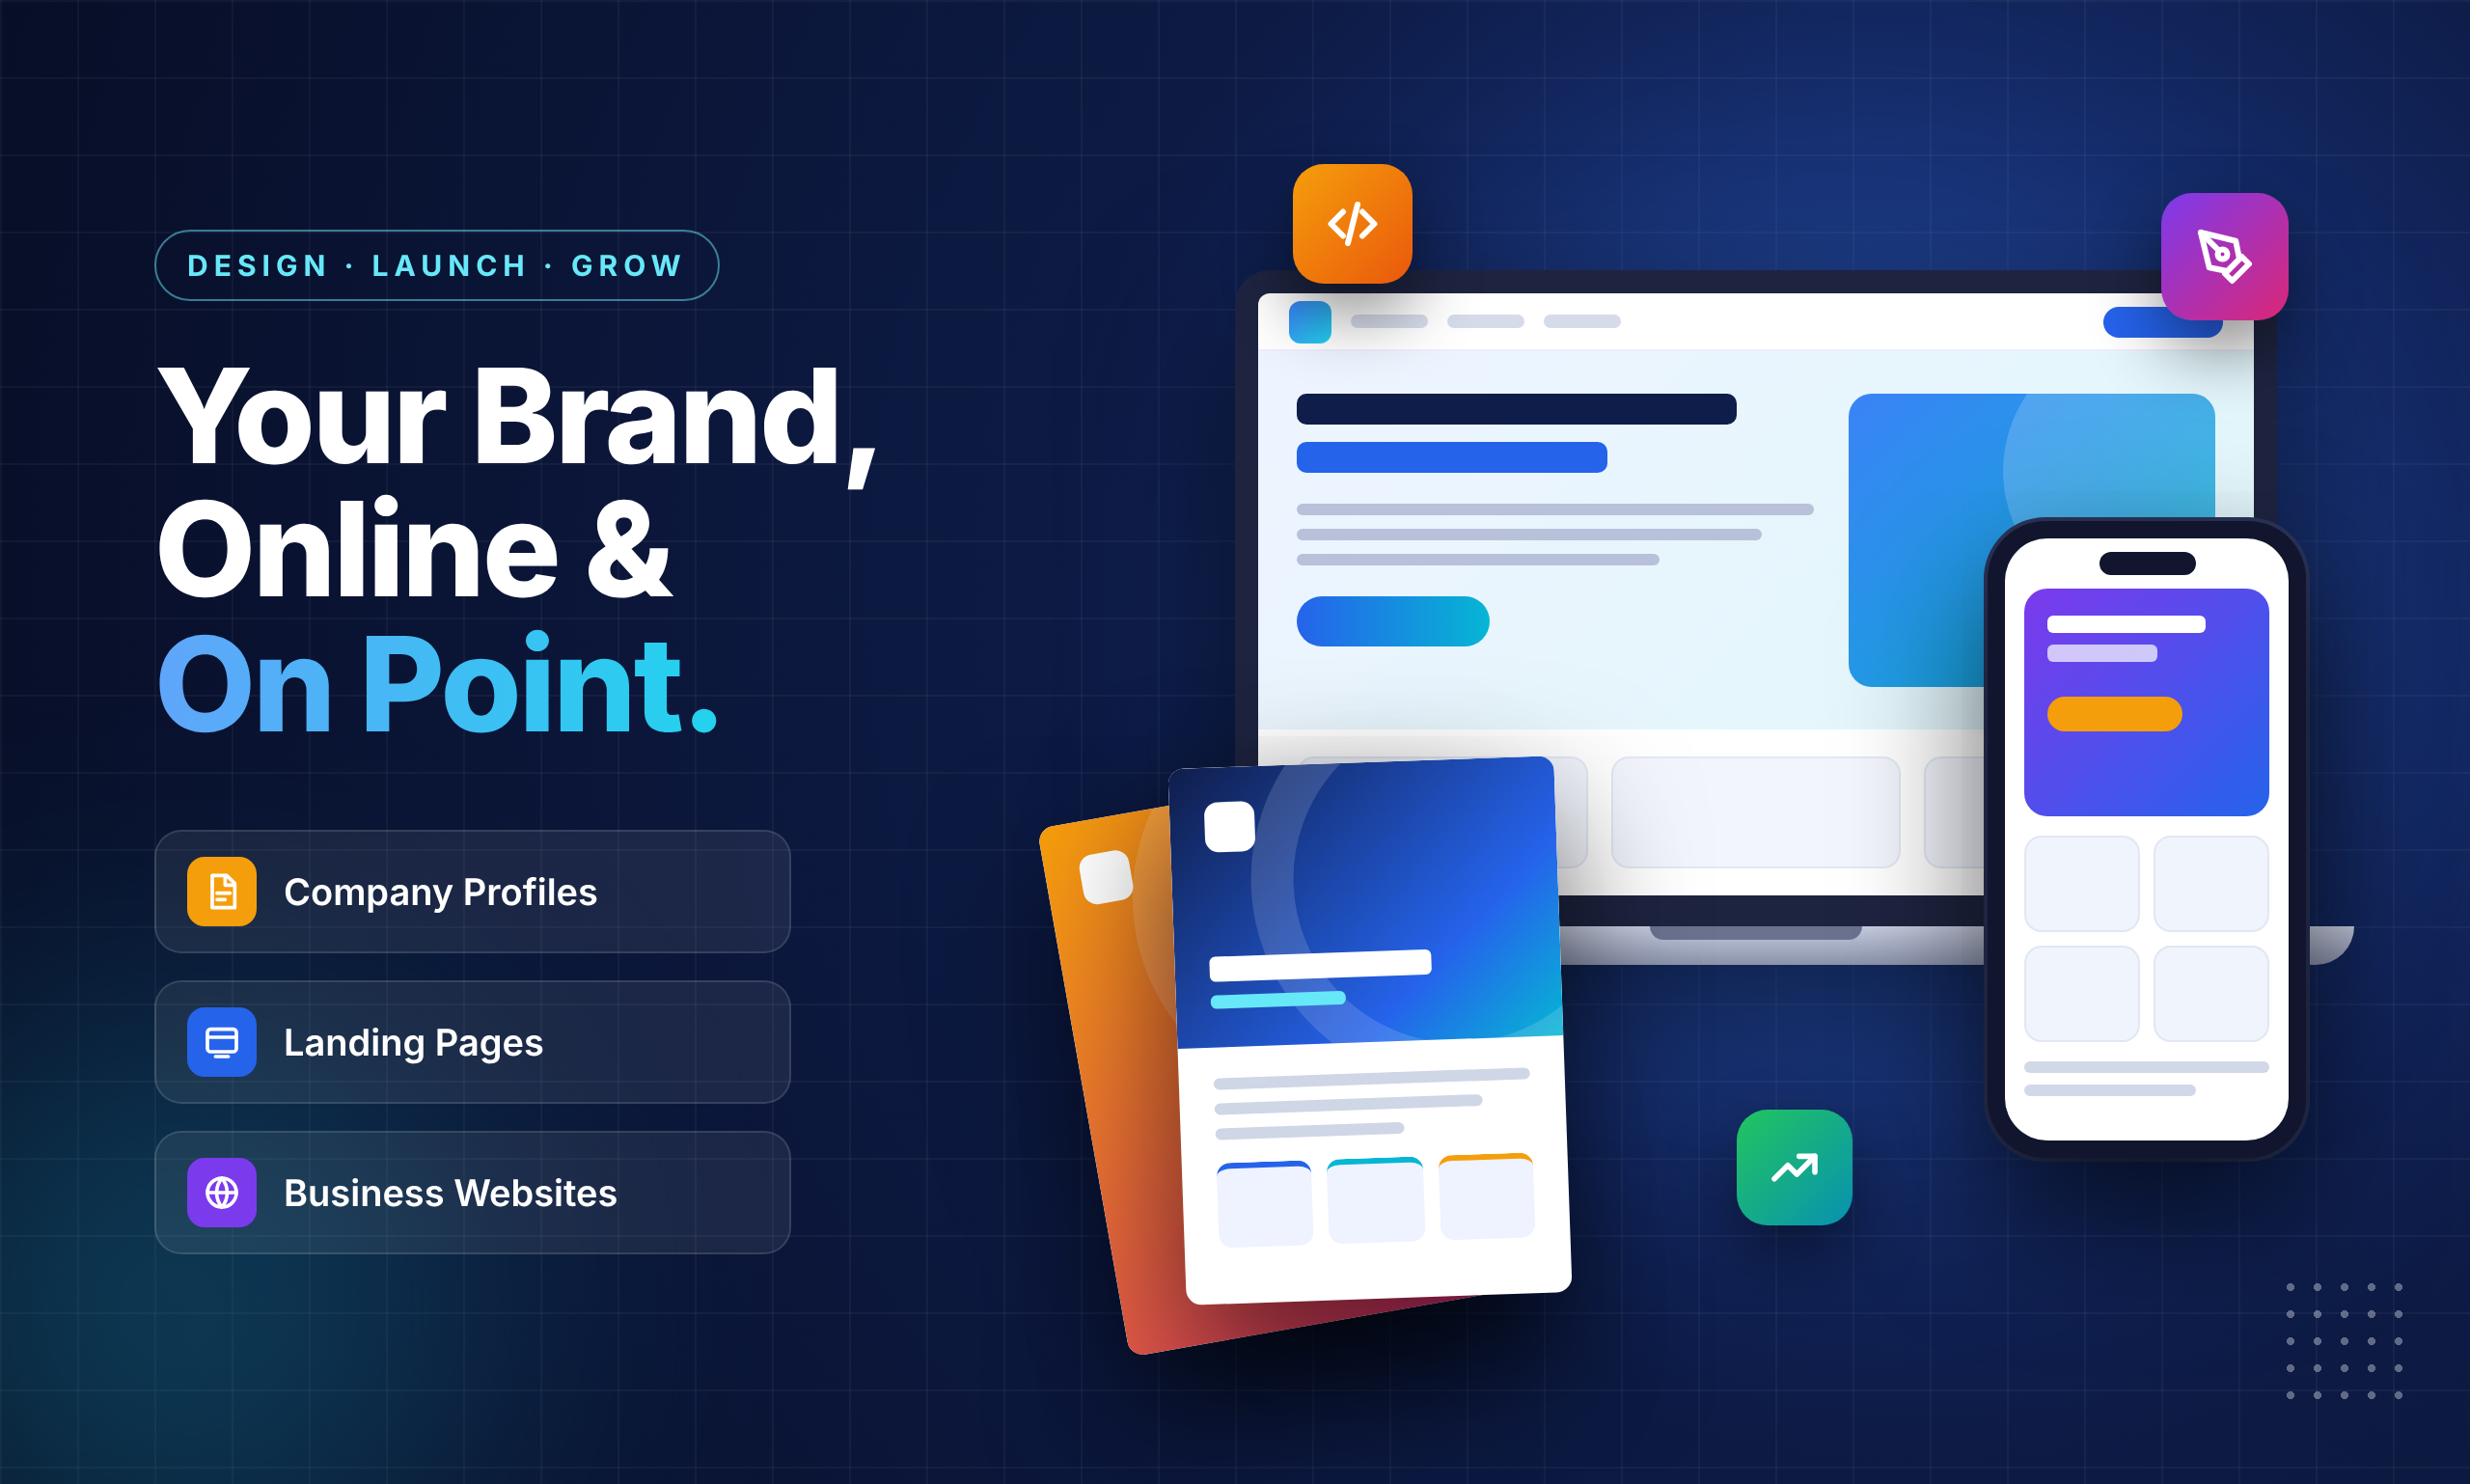 DESIGN · LAUNCH · GROW
Your Brand,
Online &
On Point.
Company Profiles
Landing Pages
Business Websites